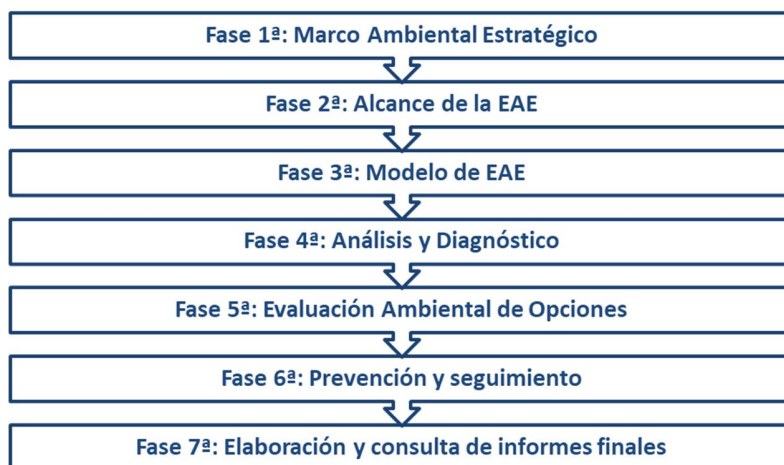 Fase 1ª: Marco Ambiental Estratégico
Fase 2ª: Alcance de la EAE
Fase 3ª: Modelo de EAE
Fase 4ª: Análisis y Diagnóstico
Fase 5ª: Evaluación Ambiental de Opciones
Fase 6ª: Prevención y seguimiento
Fase 7ª: Elaboración y consulta de informes finales